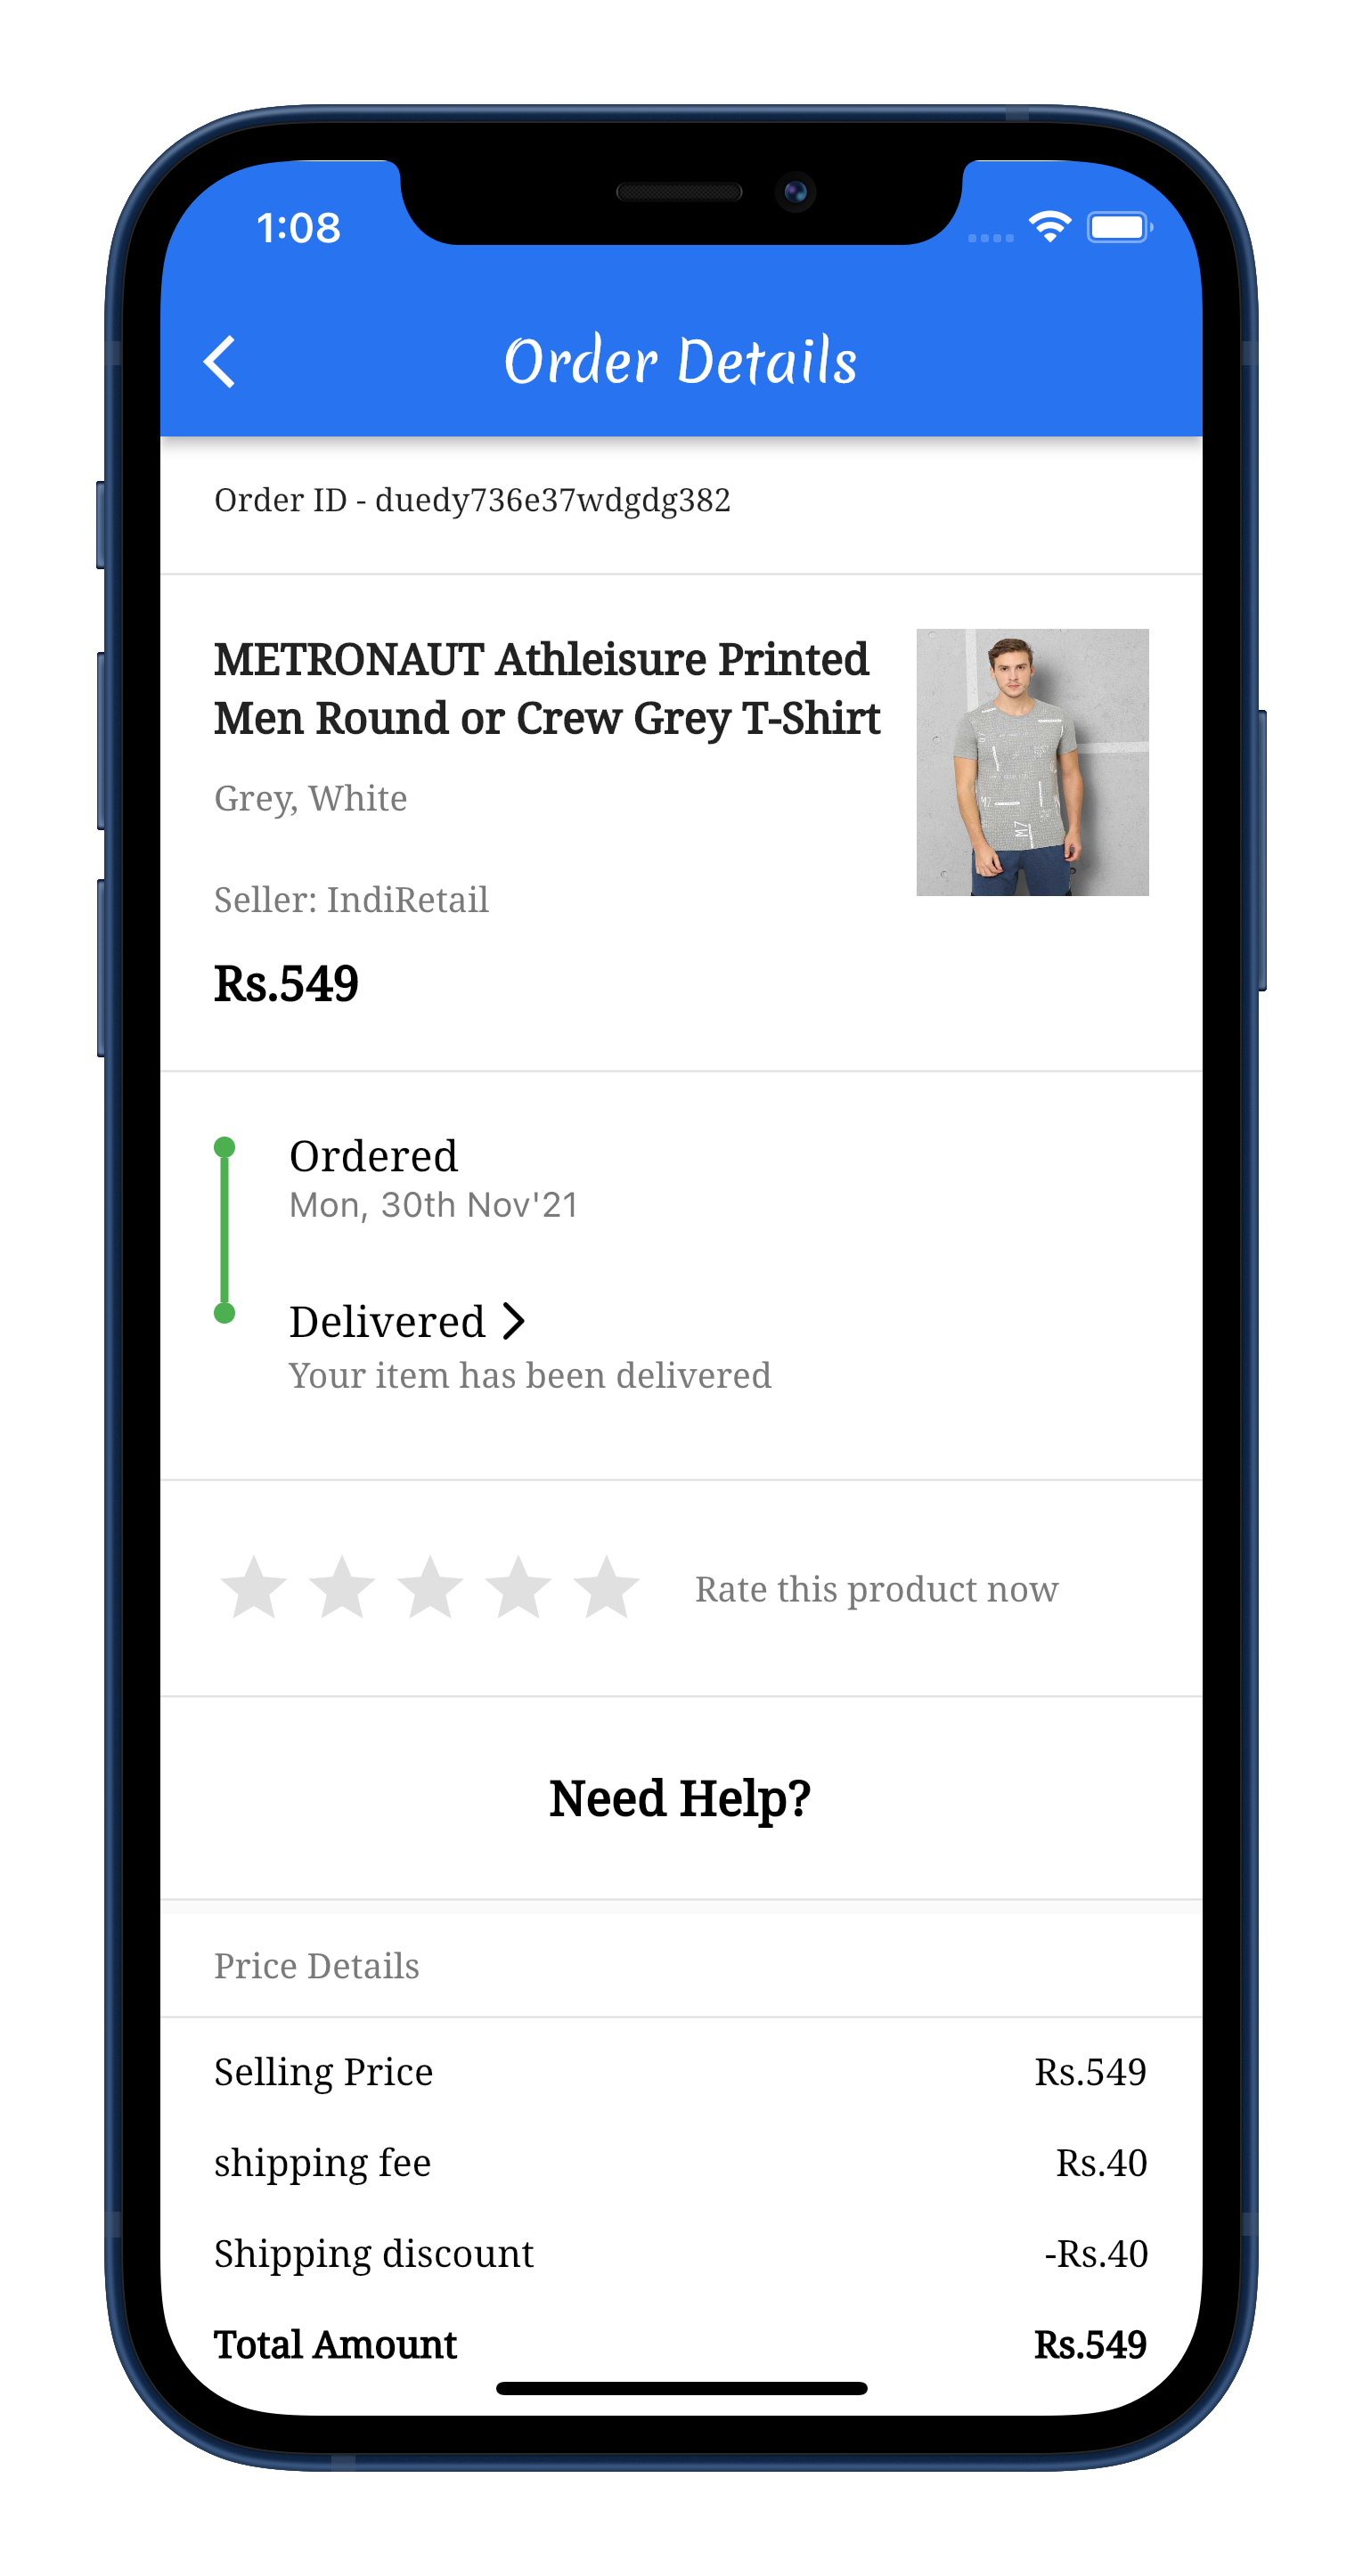 1:08
Order Details
Order ID - duedy736e37wdgdg382
METRONAUT Athleisure Printed
Men Round or Crew Grey T-Shirt
Grey, White
Seller: IndiRetail
Rs.549
Ordered
Mon, 30th Nov'21
Delivered
Your item has been delivered
Rate this product now
Need Help?
Price Details
Selling Price Rs.549
shipping fee Rs.40
Shipping discount -Rs.40
Total Amount Rs.549